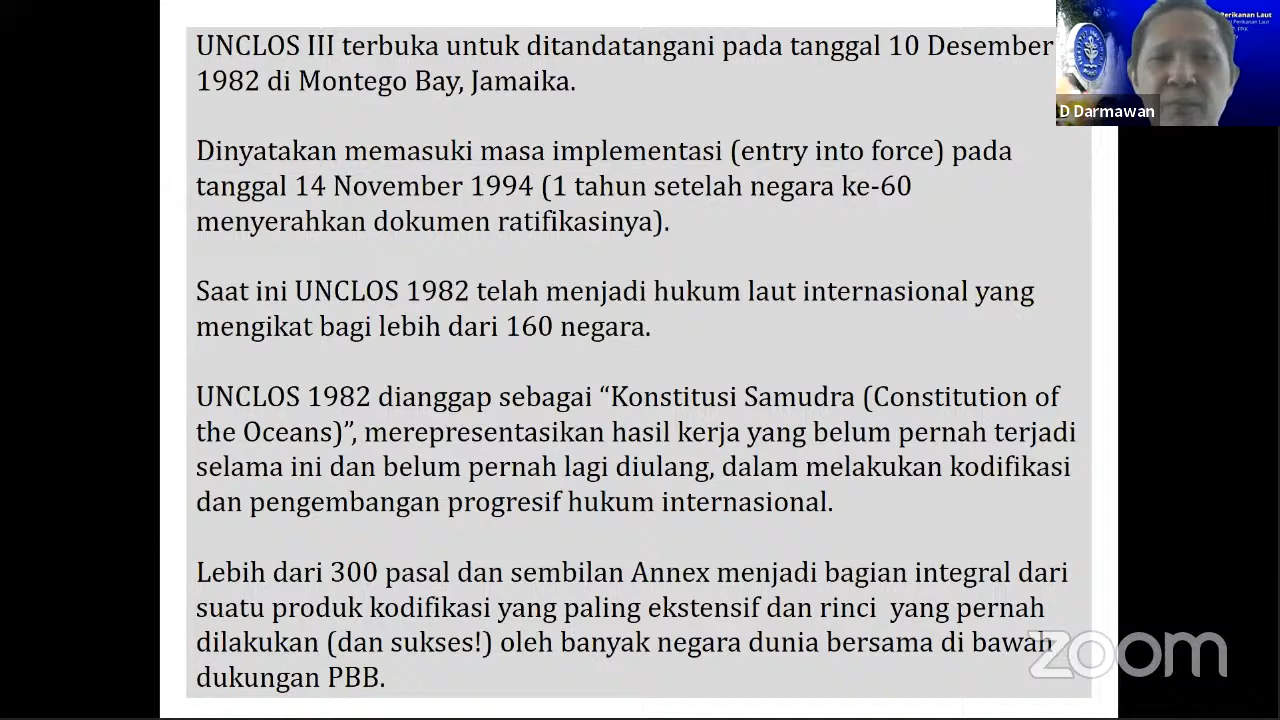 UNCLOS III terbuka untuk ditandatangani pada tanggal 10 Desember
1982 di Montego Bay, Jamaika.
Dinyatakan memasuki masa implementasi (entry into force) pada
tanggal 14 November 1994 (1 tahun setelah negara ke-60
menyerahkan dokumen ratifikasinya).
Saat ini UNCLOS 1982 telah menjadi hukum laut internasional yang
mengikat bagi lebih dari 160 negara.
UNCLOS 1982 dianggap sebagai “Konstitusi Samudra (Constitution of
the Oceans)”, merepresentasikan hasil kerja yang belum pernah terjadi
selama ini dan belum pernah lagi diulang, dalam melakukan kodifikasi
dan pengembangan progresif hukum internasional.
Lebih dari 300 pasal dan sembilan Annex menjadi bagian integral dari
suatu produk kodifikasi yang paling ekstensif dan rinci yang pernah
dilakukan (dan sukses!) oleh banyak negara dunia bersama di bawah
dukungan PBB.
Perikanan Laut
Perikanan Laut
FPIK
D Darmawan
zoom